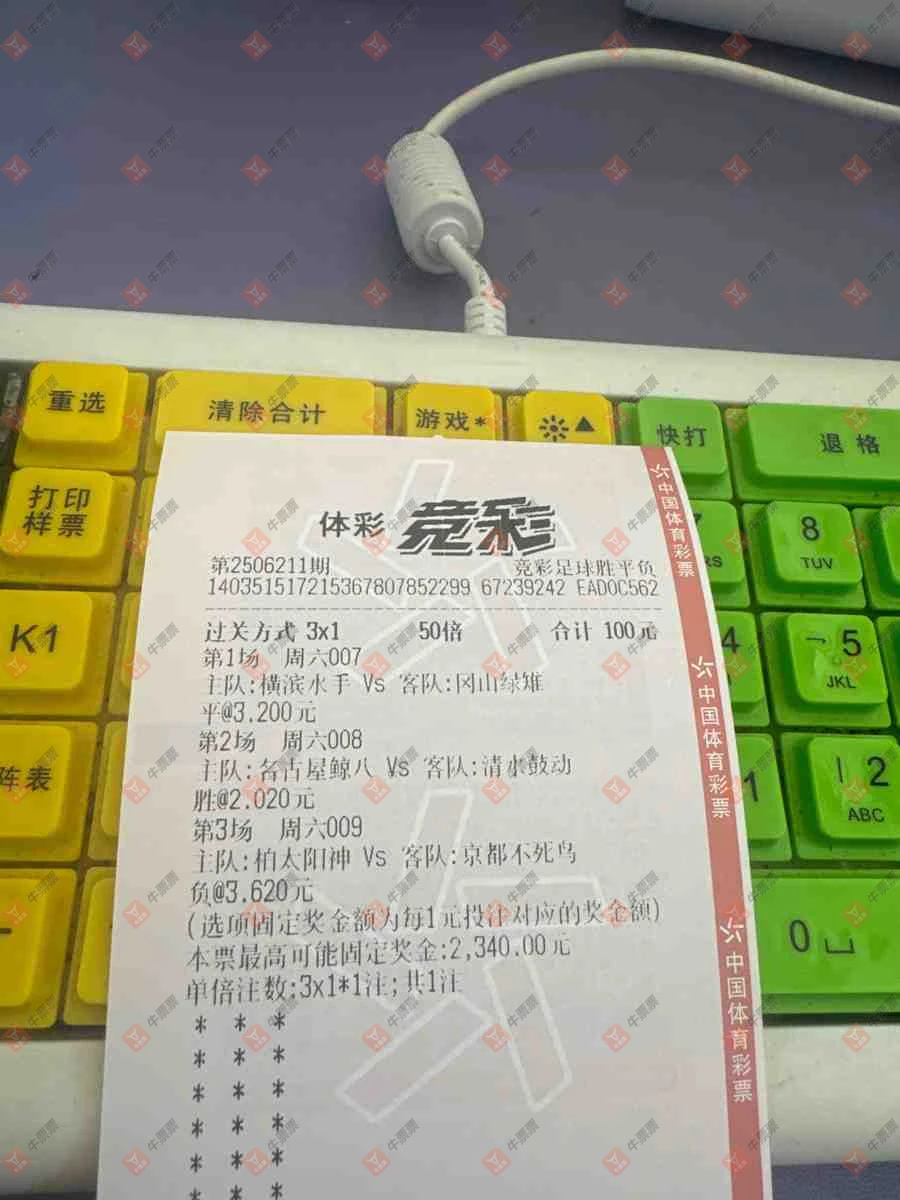 重选
清除合计
游戏*
快打
退格
打印
样票
8
TUV
K1
4
5
JKL
阵表
1
2
ABC
0
体彩 竞彩
第2506211期 竞彩足球胜平负
140351517215367807852299 67239242 EAD0C562
过关方式 3x1 50倍 合计 100元
第1场 周六007
主队:横滨水手 Vs 客队:冈山绿雉
平@3.200元
第2场 周六008
主队:名古屋鲸八 Vs 客队:清水鼓动
胜@2.020元
第3场 周六009
主队:柏太阳神 Vs 客队:京都不死鸟
负@3.620元
(选项固定奖金额为每1元投注对应的奖金额)
本票最高可能固定奖金:2,340.00元
单倍注数:3x1*1注;共1注
* * *
* * *
* * *
* * *
* * *
* * *
中国体育彩票
中国体育彩票
中国体育彩票
牛票票